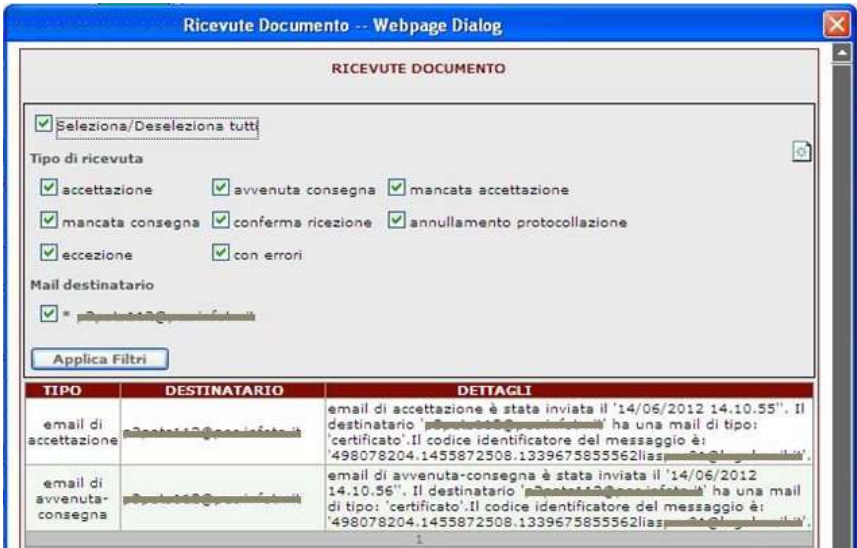 Ricevute Documento -- Webpage Dialog
RICEVUTE DOCUMENTO
Seleziona/Deseleziona tutti
Tipo di ricevuta
accettazione avvenuta consegna mancata accettazione
mancata consegna conferma ricezione annullamento protocollazione
eccezione con errori
Mail destinatario
*
Applica Filtri
TIPO DESTINATARIO DETTAGLI
email di accettazione è stata inviata il '14/06/2012 14.10.55''. Il
email di accettazione
destinatario ' ' ha una mail di tipo:
'certificato'.Il codice identificatore del messaggio è:
'498078204.1455872508.1339675855562lias '.
email di avvenuta-consegna
email di avvenuta-consegna è stata inviata il '14/06/2012
14.10.56''. Il destinatario ' ' ha una mail
di tipo: 'certificato'.Il codice identificatore del messaggio è:
'498078204.1455872508.1339675855562lias '.
1